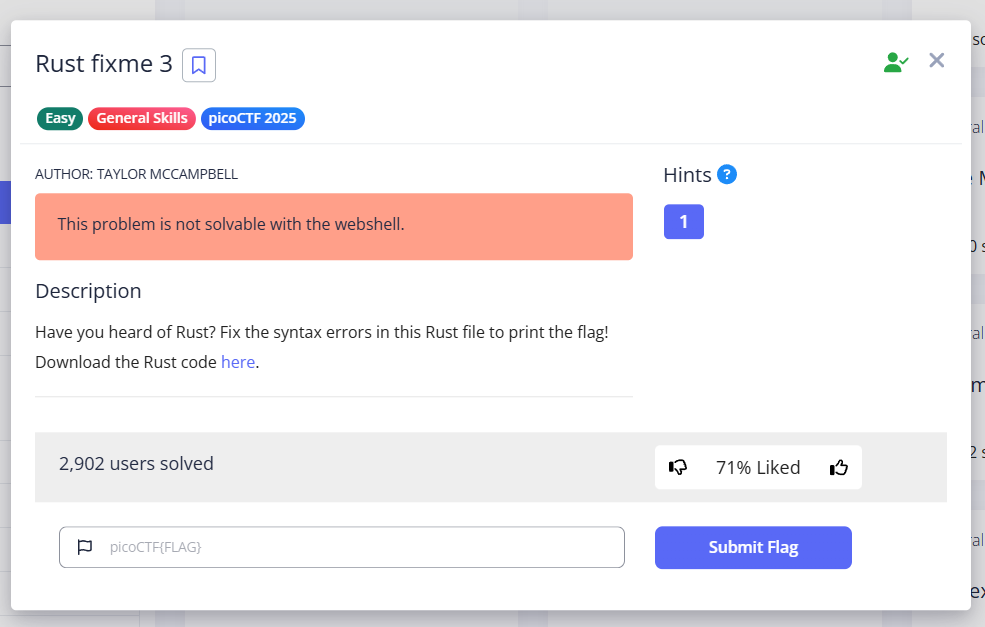 Rust fixme 3
Easy General Skills picoCTF 2025
AUTHOR: TAYLOR MCCAMPBELL
This problem is not solvable with the webshell.
Description
Have you heard of Rust? Fix the syntax errors in this Rust file to print the flag!
Download the Rust code here.
Hints ?
1
2,902 users solved
71% Liked
picoCTF{FLAG}
Submit Flag